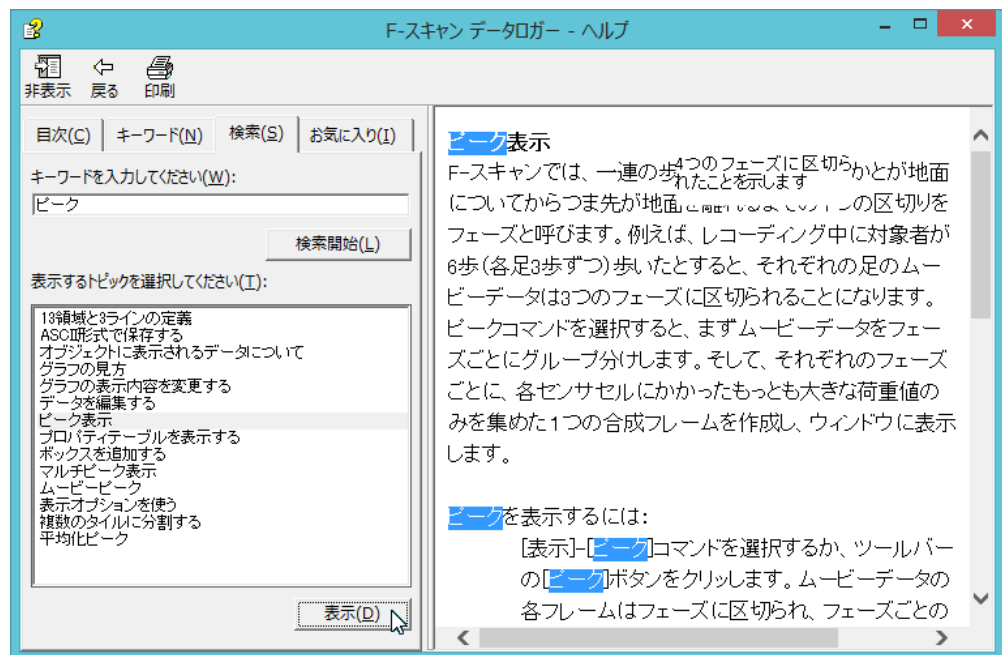 F-スキャン データロガー - ヘルプ
非表示 戻る 印刷
目次(C) キーワード(N) 検索(S) お気に入り(I)
キーワードを入力してください(W):
ピーク
検索開始(L)
表示するトピックを選択してください(T):
13領域と3ラインの定義
ASCII形式で保存する
オブジェクトに表示されるデータについて
グラフの見方
グラフの表示内容を変更する
データを編集する
ピーク表示
プロパティテーブルを表示する
ボックスを追加する
マルチピーク表示
ムービーピーク
表示オプションを使う
複数のタイルに分割する
平均化ピーク
表示(D)
ピーク表示
F-スキャンでは、一連の歩 かとが地面
4つのフェーズに区切ら
れたことを示します
についてからつま先が地面 の区切りを
フェーズと呼びます。例えば、レコーディング中に対象者が
6歩(各足3歩ずつ)歩いたとすると、それぞれの足のムー
ビーデータは3つのフェーズに区切られることになります。
ピークコマンドを選択すると、まずムービーデータをフェー
ズごとにグループ分けします。そして、それぞれのフェーズ
ごとに、各センサセルにかかったもっとも大きな荷重値の
みを集めた1つの合成フレームを作成し、ウィンドウに表示
します。
ピークを表示するには:
[表示]-[ピーク]コマンドを選択するか、ツールバー
の[ピーク]ボタンをクリッします。ムービーデータの
各フレームはフェーズに区切られ、フェーズごとの